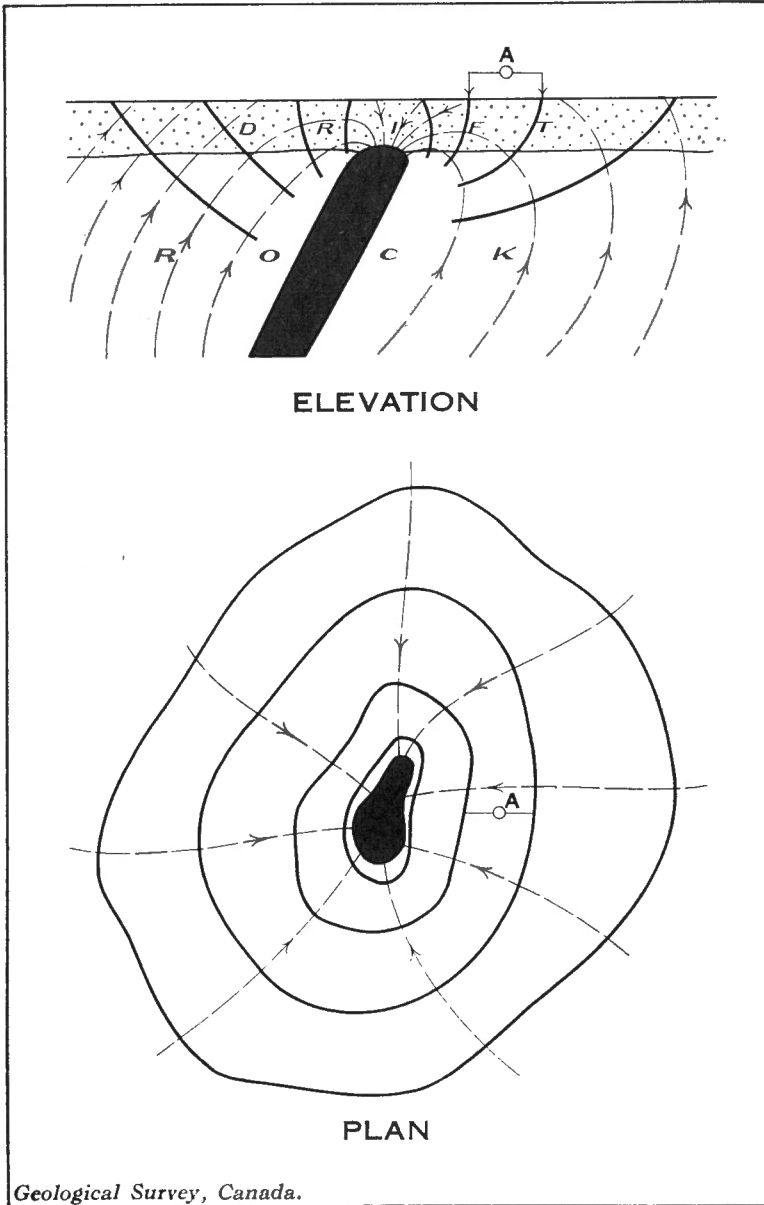 A
D R I F T
R O C K
ELEVATION
A
PLAN
Geological Survey, Canada.